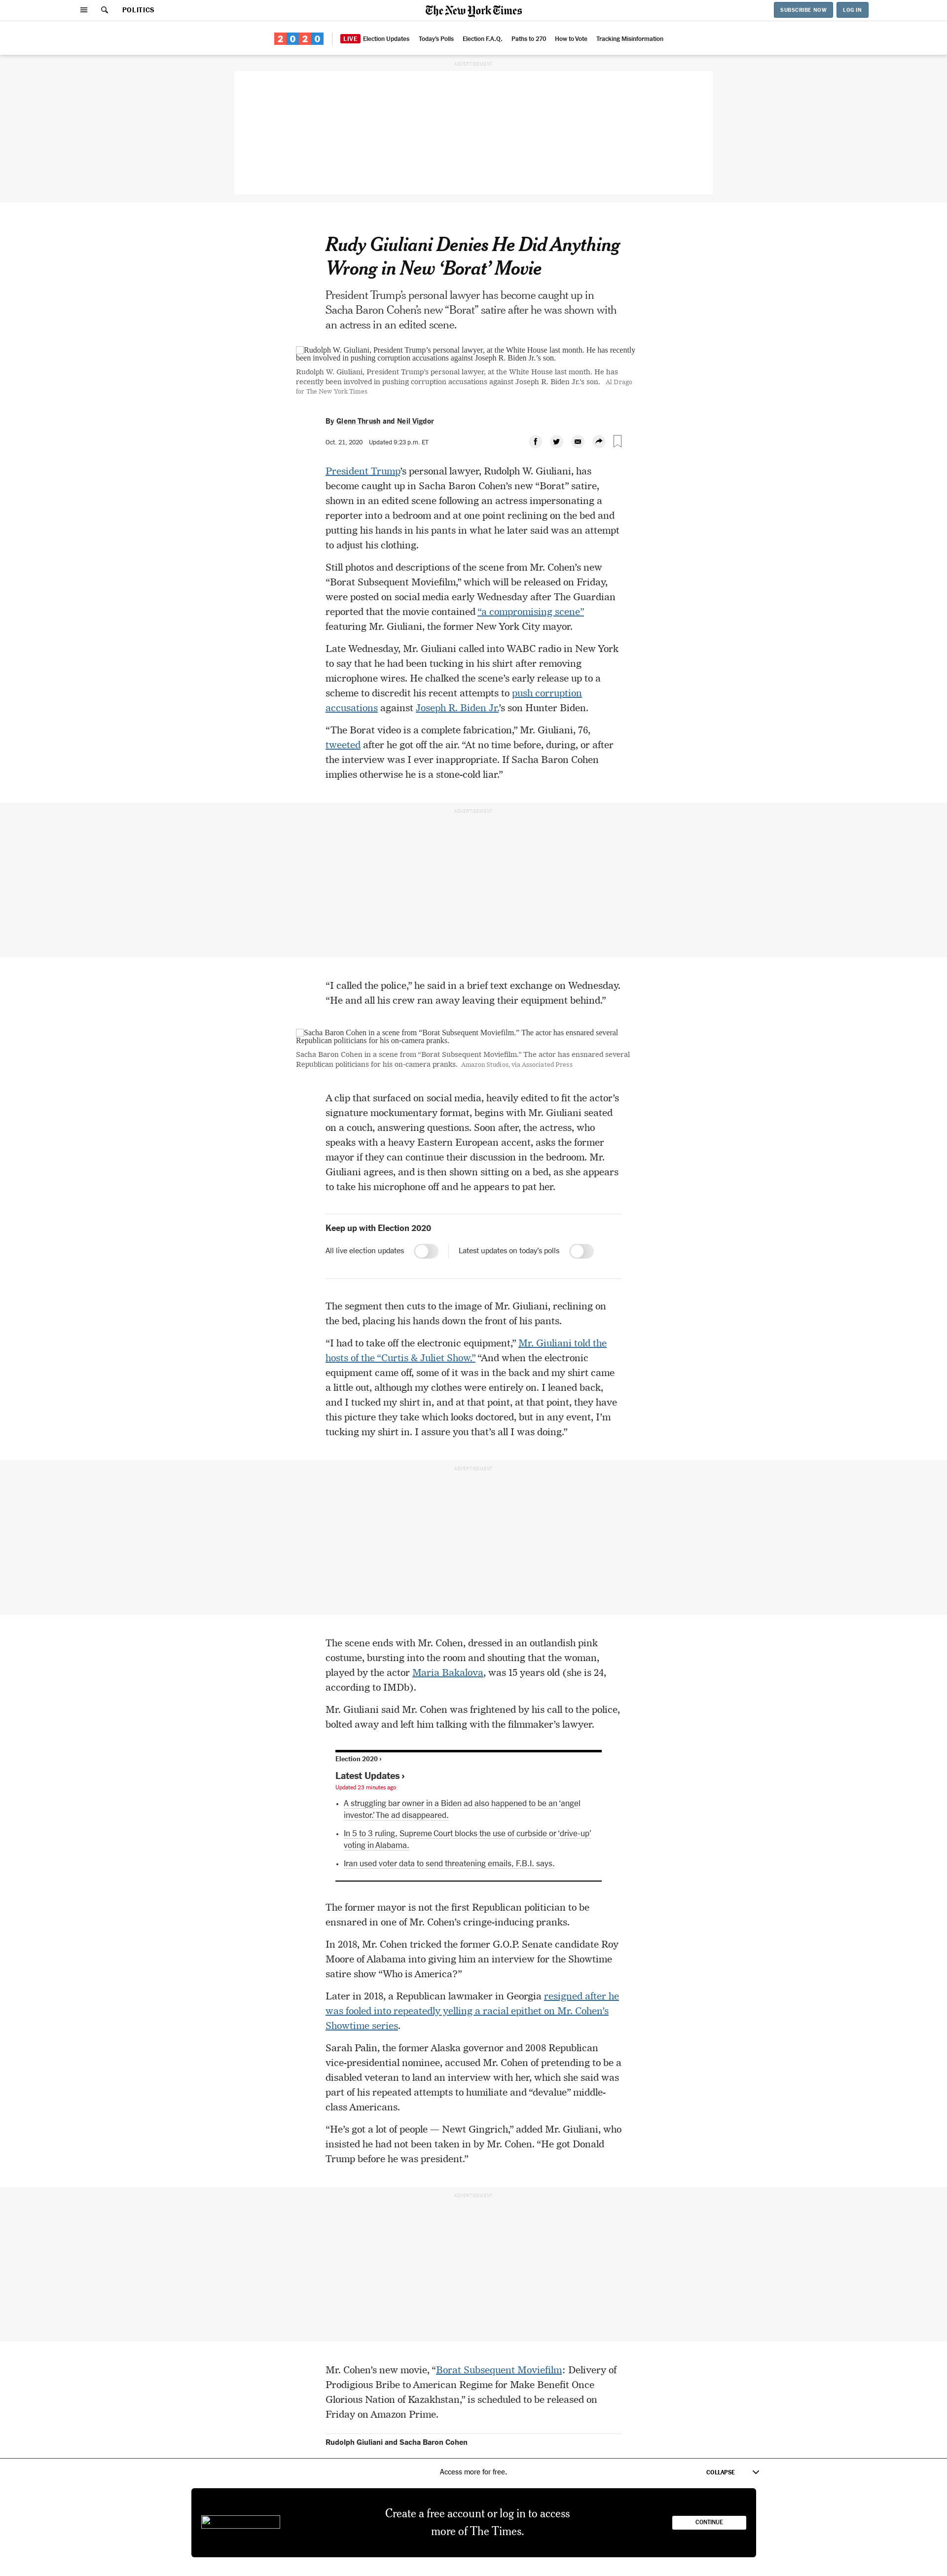 POLITICS
The New York Times
SUBSCRIBE NOW
LOG IN
2020
LIVE Election Updates Today's Polls Election F.A.Q. Paths to 270 How to Vote Tracking Misinformation
ADVERTISEMENT
Rudy Giuliani Denies He Did Anything
Wrong in New ‘Borat’ Movie
President Trump’s personal lawyer has become caught up in
Sacha Baron Cohen’s new “Borat” satire after he was shown with
an actress in an edited scene.
Rudolph W. Giuliani, President Trump’s personal lawyer, at the White House last month. He has recently
been involved in pushing corruption accusations against Joseph R. Biden Jr.’s son.
Rudolph W. Giuliani, President Trump’s personal lawyer, at the White House last month. He has
recently been involved in pushing corruption accusations against Joseph R. Biden Jr.’s son. Al Drago
for The New York Times
By Glenn Thrush and Neil Vigdor
Oct. 21, 2020 Updated 9:23 p.m. ET
President Trump’s personal lawyer, Rudolph W. Giuliani, has
become caught up in Sacha Baron Cohen’s new “Borat” satire,
shown in an edited scene following an actress impersonating a
reporter into a bedroom and at one point reclining on the bed and
putting his hands in his pants in what he later said was an attempt
to adjust his clothing.
Still photos and descriptions of the scene from Mr. Cohen’s new
“Borat Subsequent Moviefilm,” which will be released on Friday,
were posted on social media early Wednesday after The Guardian
reported that the movie contained “a compromising scene”
featuring Mr. Giuliani, the former New York City mayor.
Late Wednesday, Mr. Giuliani called into WABC radio in New York
to say that he had been tucking in his shirt after removing
microphone wires. He chalked the scene’s early release up to a
scheme to discredit his recent attempts to push corruption
accusations against Joseph R. Biden Jr.’s son Hunter Biden.
“The Borat video is a complete fabrication,” Mr. Giuliani, 76,
tweeted after he got off the air. “At no time before, during, or after
the interview was I ever inappropriate. If Sacha Baron Cohen
implies otherwise he is a stone-cold liar.”
ADVERTISEMENT
“I called the police,” he said in a brief text exchange on Wednesday.
“He and all his crew ran away leaving their equipment behind.”
Sacha Baron Cohen in a scene from “Borat Subsequent Moviefilm.” The actor has ensnared several
Republican politicians for his on-camera pranks.
Sacha Baron Cohen in a scene from “Borat Subsequent Moviefilm.” The actor has ensnared several
Republican politicians for his on-camera pranks. Amazon Studios, via Associated Press
A clip that surfaced on social media, heavily edited to fit the actor’s
signature mockumentary format, begins with Mr. Giuliani seated
on a couch, answering questions. Soon after, the actress, who
speaks with a heavy Eastern European accent, asks the former
mayor if they can continue their discussion in the bedroom. Mr.
Giuliani agrees, and is then shown sitting on a bed, as she appears
to take his microphone off and he appears to pat her.
Keep up with Election 2020
All live election updates Latest updates on today’s polls
The segment then cuts to the image of Mr. Giuliani, reclining on
the bed, placing his hands down the front of his pants.
“I had to take off the electronic equipment,” Mr. Giuliani told the
hosts of the “Curtis & Juliet Show.” “And when the electronic
equipment came off, some of it was in the back and my shirt came
a little out, although my clothes were entirely on. I leaned back,
and I tucked my shirt in, and at that point, at that point, they have
this picture they take which looks doctored, but in any event, I’m
tucking my shirt in. I assure you that’s all I was doing.”
ADVERTISEMENT
The scene ends with Mr. Cohen, dressed in an outlandish pink
costume, bursting into the room and shouting that the woman,
played by the actor Maria Bakalova, was 15 years old (she is 24,
according to IMDb).
Mr. Giuliani said Mr. Cohen was frightened by his call to the police,
bolted away and left him talking with the filmmaker’s lawyer.
Election 2020 ›
Latest Updates ›
Updated 23 minutes ago
• A struggling bar owner in a Biden ad also happened to be an ‘angel
investor.’ The ad disappeared.
• In 5 to 3 ruling, Supreme Court blocks the use of curbside or ‘drive-up’
voting in Alabama.
• Iran used voter data to send threatening emails, F.B.I. says.
The former mayor is not the first Republican politician to be
ensnared in one of Mr. Cohen’s cringe-inducing pranks.
In 2018, Mr. Cohen tricked the former G.O.P. Senate candidate Roy
Moore of Alabama into giving him an interview for the Showtime
satire show “Who is America?”
Later in 2018, a Republican lawmaker in Georgia resigned after he
was fooled into repeatedly yelling a racial epithet on Mr. Cohen’s
Showtime series.
Sarah Palin, the former Alaska governor and 2008 Republican
vice-presidential nominee, accused Mr. Cohen of pretending to be a
disabled veteran to land an interview with her, which she said was
part of his repeated attempts to humiliate and “devalue” middle-
class Americans.
“He’s got a lot of people — Newt Gingrich,” added Mr. Giuliani, who
insisted he had not been taken in by Mr. Cohen. “He got Donald
Trump before he was president.”
ADVERTISEMENT
Mr. Cohen’s new movie, “Borat Subsequent Moviefilm: Delivery of
Prodigious Bribe to American Regime for Make Benefit Once
Glorious Nation of Kazakhstan,” is scheduled to be released on
Friday on Amazon Prime.
Rudolph Giuliani and Sacha Baron Cohen
Access more for free.
COLLAPSE
Create a free account or log in to access
more of The Times.
CONTINUE